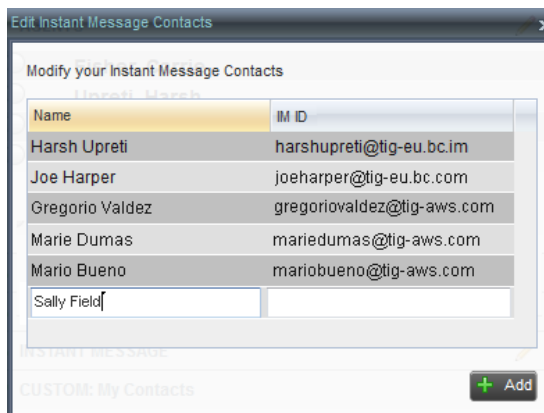 Edit Instant Message Contacts
Modify your Instant Message Contacts
Upreti, Harsh
Name IM ID
Harsh Upreti harshupreti@tig-eu.bc.im
Joe Harper joeharper@tig-eu.bc.com
Gregorio Valdez gregoriovaldez@tig-aws.com
Marie Dumas mariedumas@tig-aws.com
Mario Bueno mariobueno@tig-aws.com
Sally Field
INSTANT MESSAGE
CUSTOM: My Contacts
Add